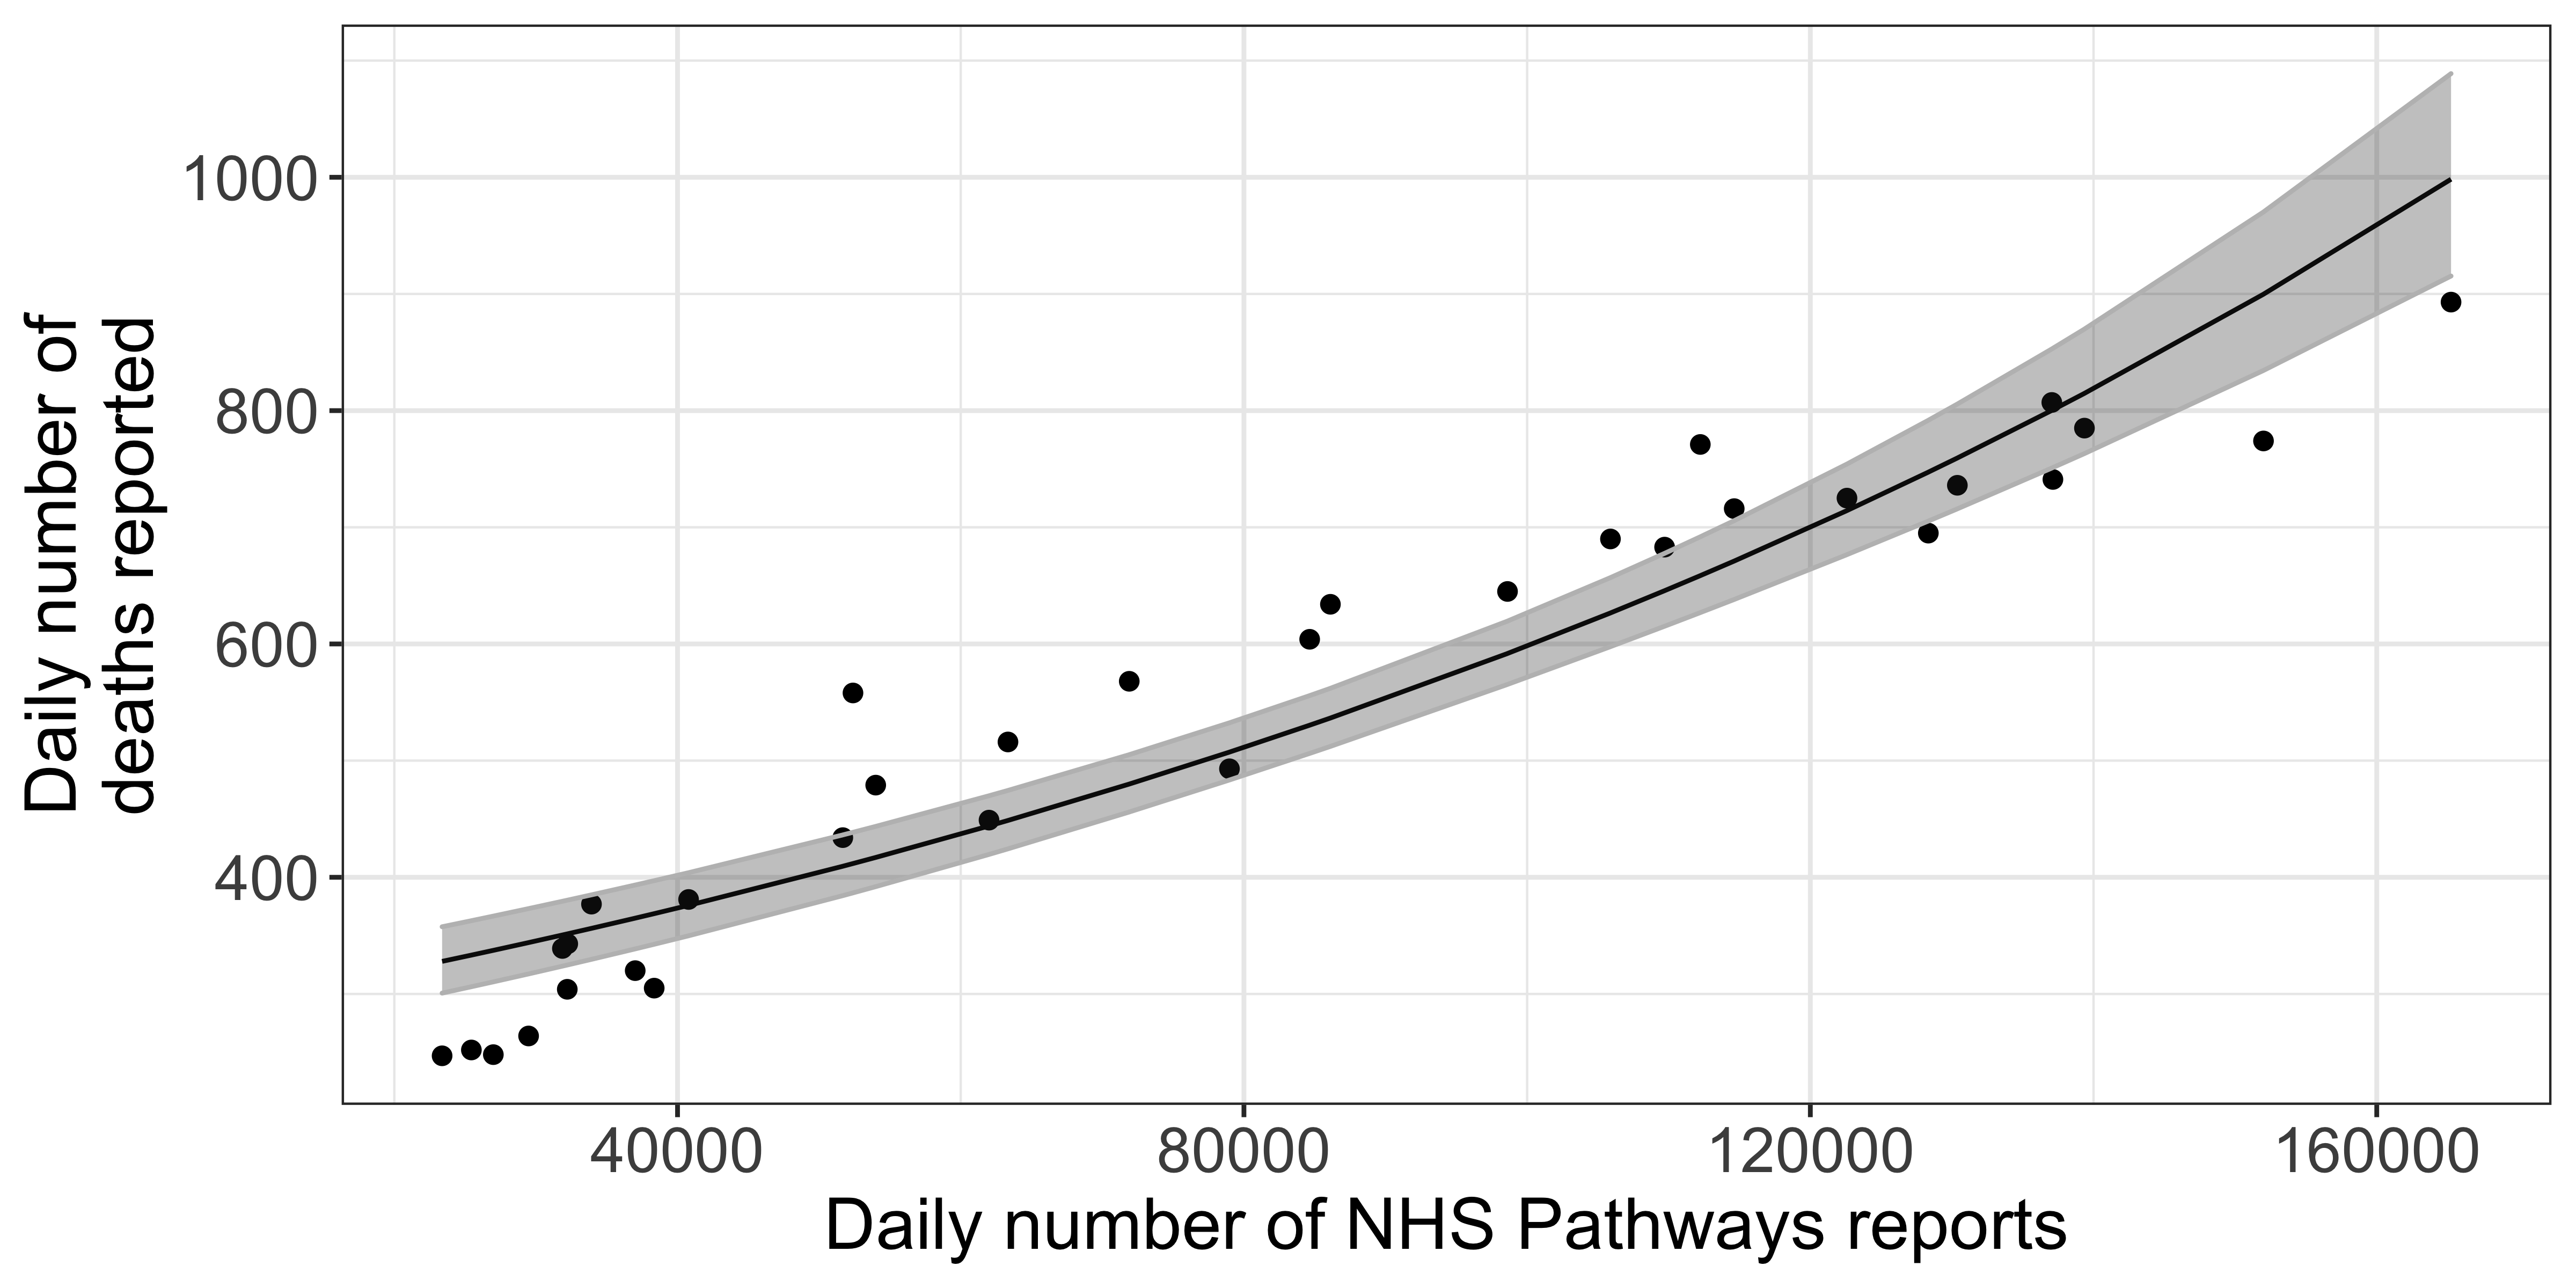 Daily number of
deaths reported
1000
800
600
400
40000 80000 120000 160000
Daily number of NHS Pathways reports